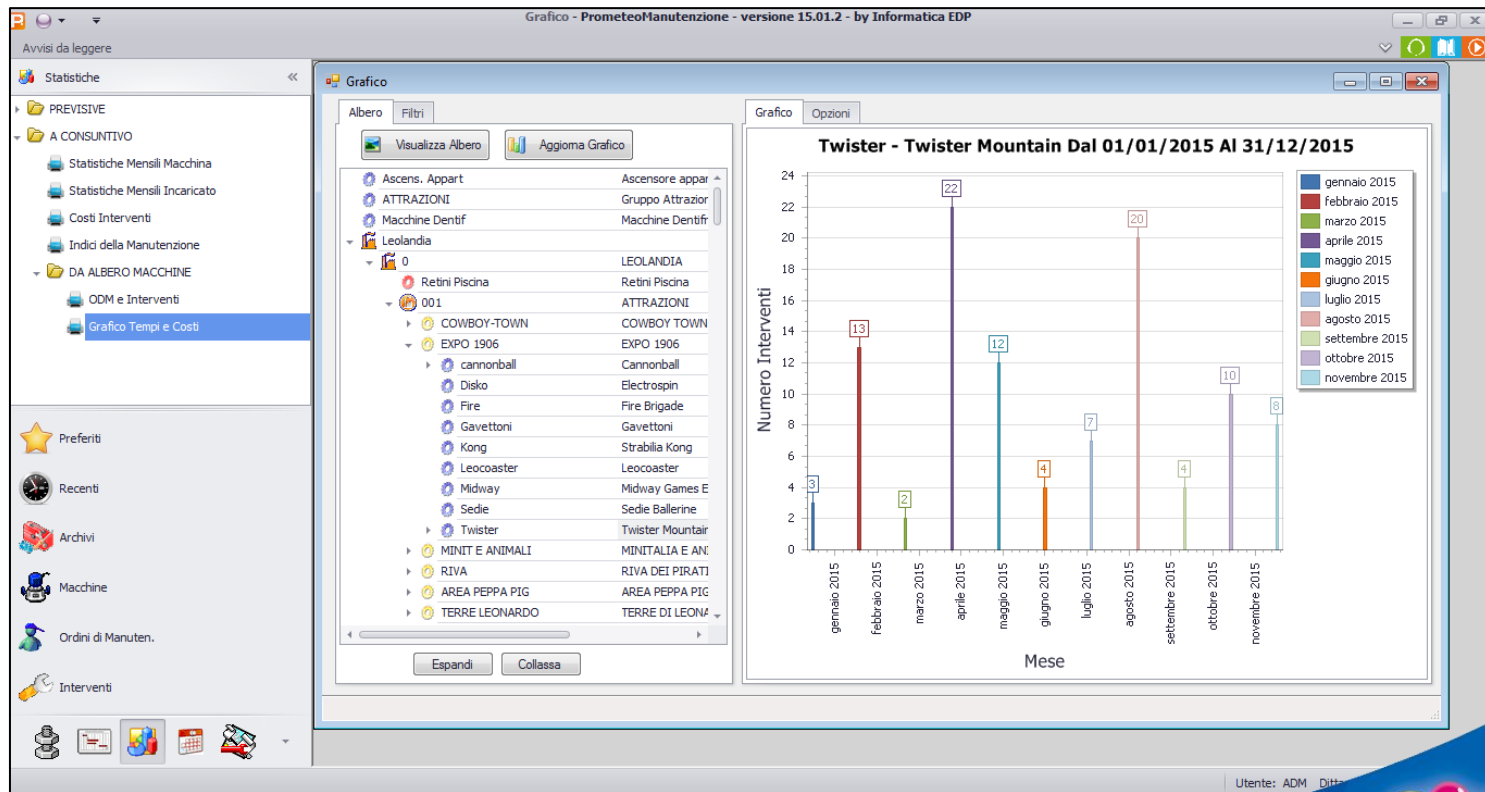 Grafico - PrometeoManutenzione - versione 15.01.2 - by Informatica EDP
Avvisi da leggere
Statistiche
PREVISIVE
A CONSUNTIVO
Statistiche Mensili Macchina
Statistiche Mensili Incaricato
Costi Interventi
Indici della Manutenzione
DA ALBERO MACCHINE
ODM e Interventi
Grafico Tempi e Costi
Preferiti
Recenti
Archivi
Macchine
Ordini di Manuten.
Interventi
Grafico
Albero Filtri
Visualizza Albero Aggiorna Grafico
Ascens. Appart Ascensore appar
ATTRAZIONI Gruppo Attrazior
Macchine Dentif Macchine Dentifr
Leolandia
0 LEOLANDIA
Retini Piscina Retini Piscina
001 ATTRAZIONI
COWBOY-TOWN COWBOY TOWN
EXPO 1906 EXPO 1906
cannonball Cannonball
Disko Electrospin
Fire Fire Brigade
Gavettoni Gavettoni
Kong Strabilia Kong
Leocoaster Leocoaster
Midway Midway Games E
Sedie Sedie Ballerine
Twister Twister Mountair
MINIT E ANIMALI MINITALIA E AN
RIVA RIVA DEI PIRATI
AREA PEPPA PIG AREA PEPPA PIG
TERRE LEONARDO TERRE DI LEONA
Espandi Collassa
Grafico Opzioni
Twister - Twister Mountain Dal 01/01/2015 Al 31/12/2015
Numero Interventi
24
22
20
18
16
14
12
10
8
6
4
2
0
3
13
2
22
12
4
7
20
4
10
8
gennaio 2015
febbraio 2015
marzo 2015
aprile 2015
maggio 2015
giugno 2015
luglio 2015
agosto 2015
settembre 2015
ottobre 2015
novembre 2015
Mese
gennaio 2015
febbraio 2015
marzo 2015
aprile 2015
maggio 2015
giugno 2015
luglio 2015
agosto 2015
settembre 2015
ottobre 2015
novembre 2015
Utente: ADM